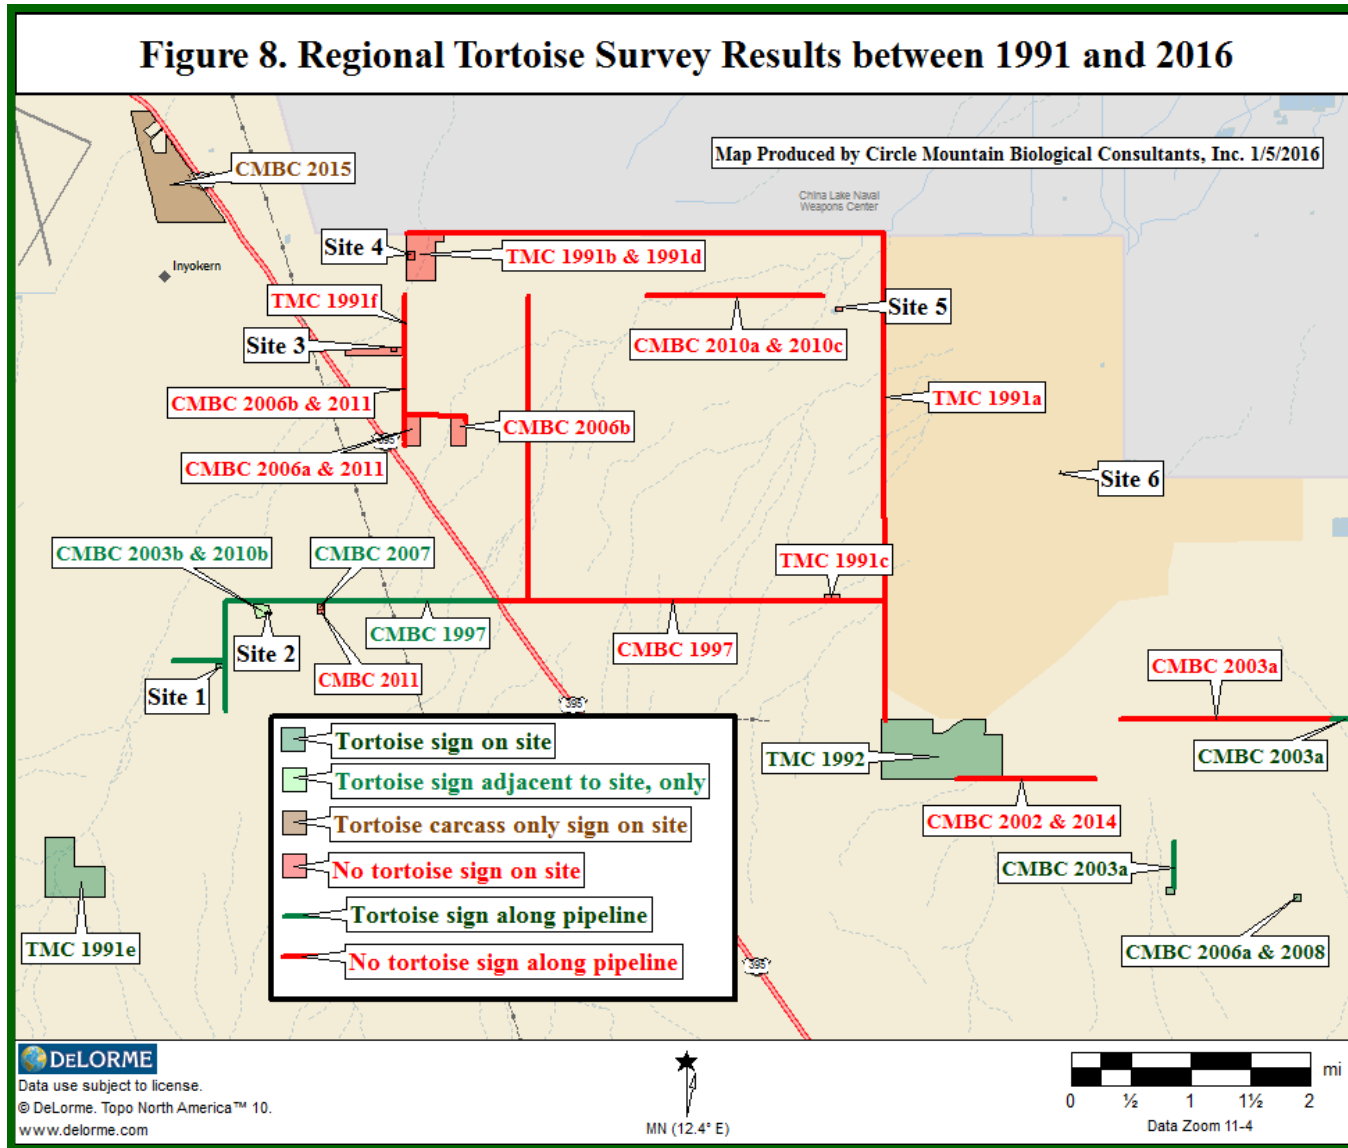 Figure 8. Regional Tortoise Survey Results between 1991 and 2016
Map Produced by Circle Mountain Biological Consultants, Inc. 1/5/2016
CMBC 2015
China Lake Naval
Weapons Center
Site 4
TMC 1991b & 1991d
Inyokern
TMC 1991f
Site 5
Site 3
CMBC 2010a & 2010c
CMBC 2006b & 2011
TMC 1991a
CMBC 2006b
395
CMBC 2006a & 2011
Site 6
CMBC 2003b & 2010b
CMBC 2007
TMC 1991c
CMBC 1997
CMBC 1997
Site 2
CMBC 2011
Site 1
CMBC 2003a
395
Tortoise sign on site
TMC 1992
CMBC 2003a
Tortoise sign adjacent to site, only
Tortoise carcass only sign on site
CMBC 2002 & 2014
No tortoise sign on site
CMBC 2003a
Tortoise sign along pipeline
TMC 1991e
CMBC 2006a & 2008
No tortoise sign along pipeline
395
DELORME
Data use subject to license.
© DeLorme. Topo North America™ 10.
www.delorme.com
MN (12.4° E)
mi
0 ½ 1 1½ 2
Data Zoom 11-4